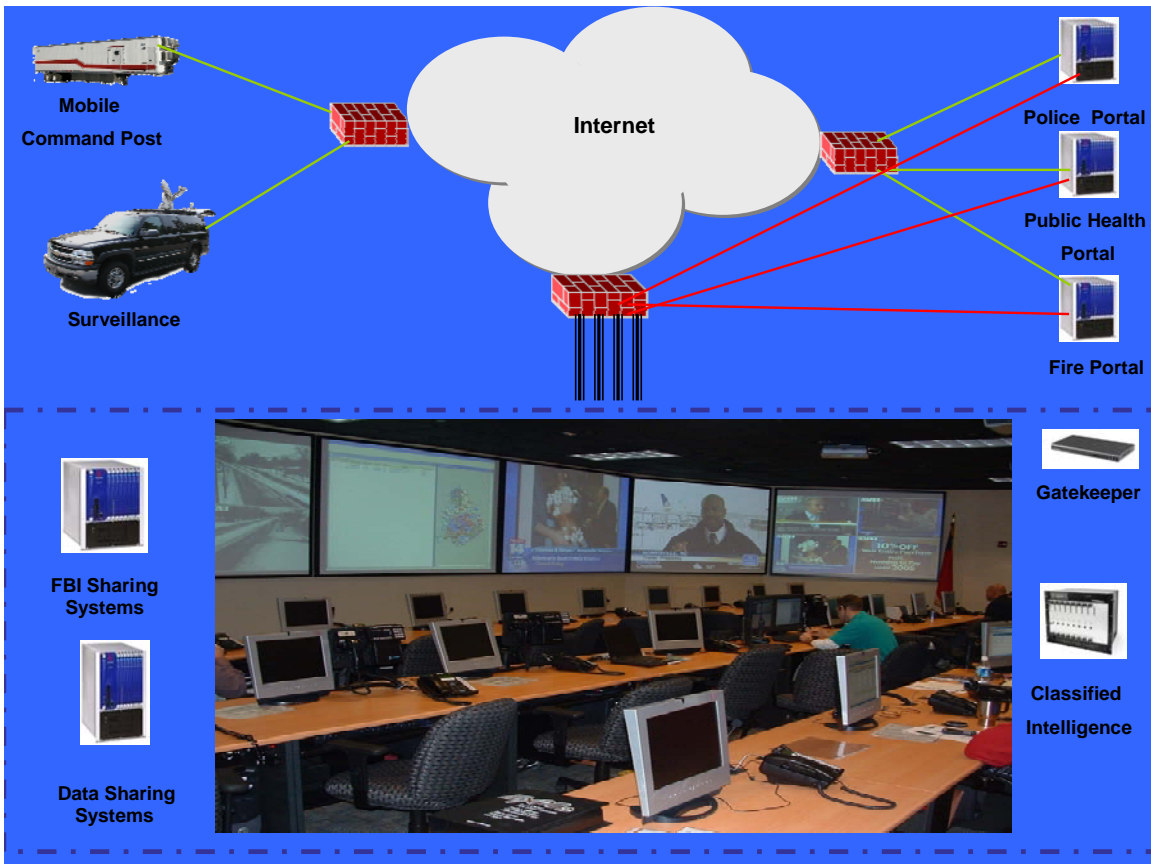 Mobile
Command Post
Surveillance
Internet
Police Portal
Public Health
Portal
Fire Portal
FBI Sharing
Systems
Data Sharing
Systems
Gatekeeper
Classified
Intelligence